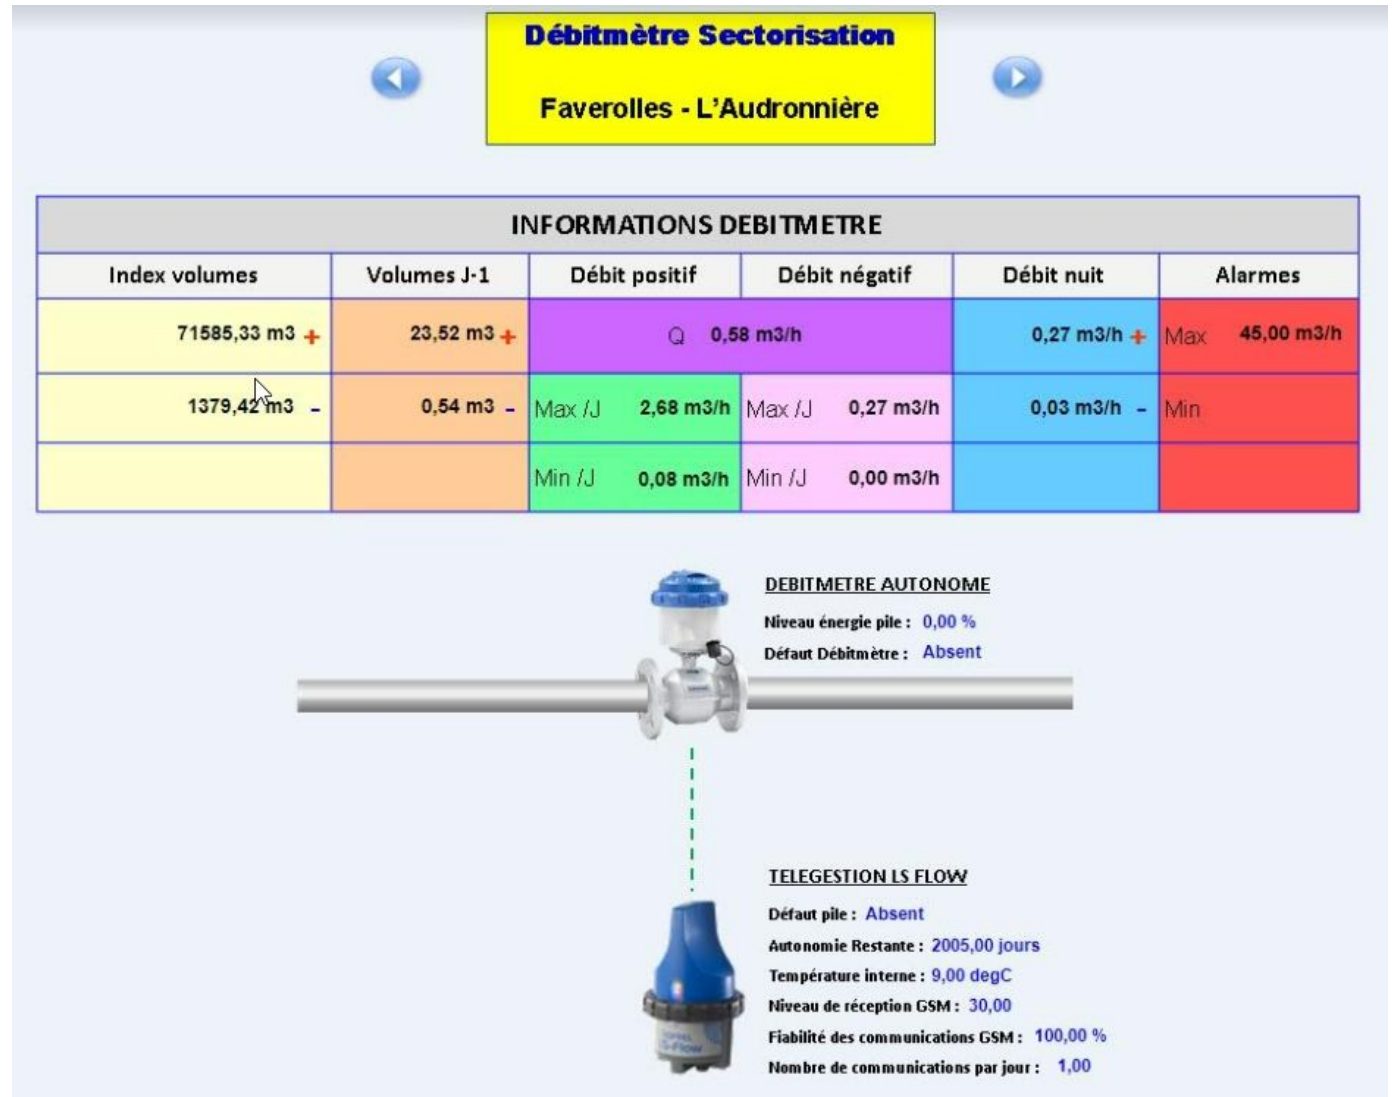 Débitmètre Sectorisation
Faverolles - L'Audronnière
INFORMATIONS DEBITMETRE
Index volumes Volumes J-1 Débit positif Débit négatif Débit nuit Alarmes
71585,33 m3 + 23,52 m3 + Q 0,58 m3/h 0,27 m3/h + Max 45,00 m3/h
1379,42 m3 - 0,54 m3 - Max /J 2,68 m3/h Max /J 0,27 m3/h 0,03 m3/h - Min
Min /J 0,08 m3/h Min /J 0,00 m3/h
DEBITMETRE AUTONOME
Niveau énergie pile : 0,00 %
Défaut Débitmètre : Absent
TELEGESTION LS FLOW
Défaut pile : Absent
Autonomie Restante : 2005,00 jours
Température interne : 9,00 degC
Niveau de réception GSM : 30,00
Fiabilité des communications GSM : 100,00 %
Nombre de communications par jour : 1,00